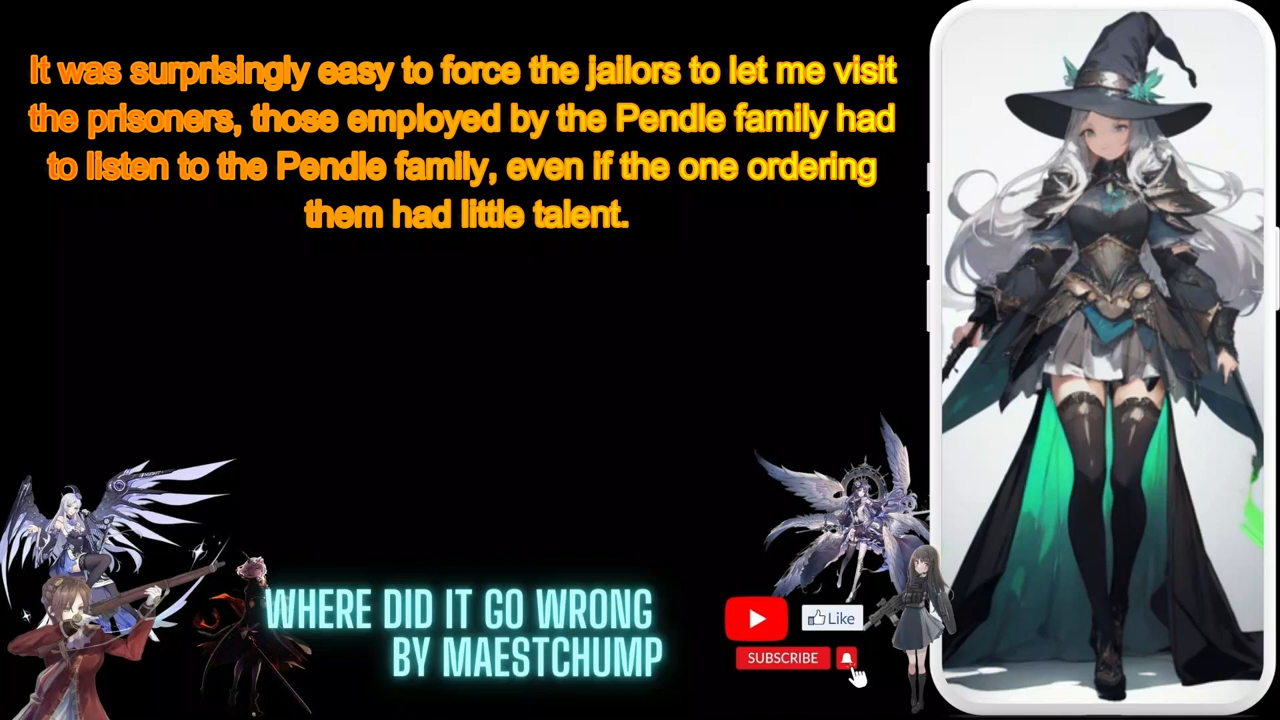 It was surprisingly easy to force the jailors to let me visit
the prisoners, those employed by the Pendle family had
to listen to the Pendle family, even if the one ordering
them had little talent.
WHERE DID IT GO WRONG
BY MAESTCHUMP
Like
SUBSCRIBE